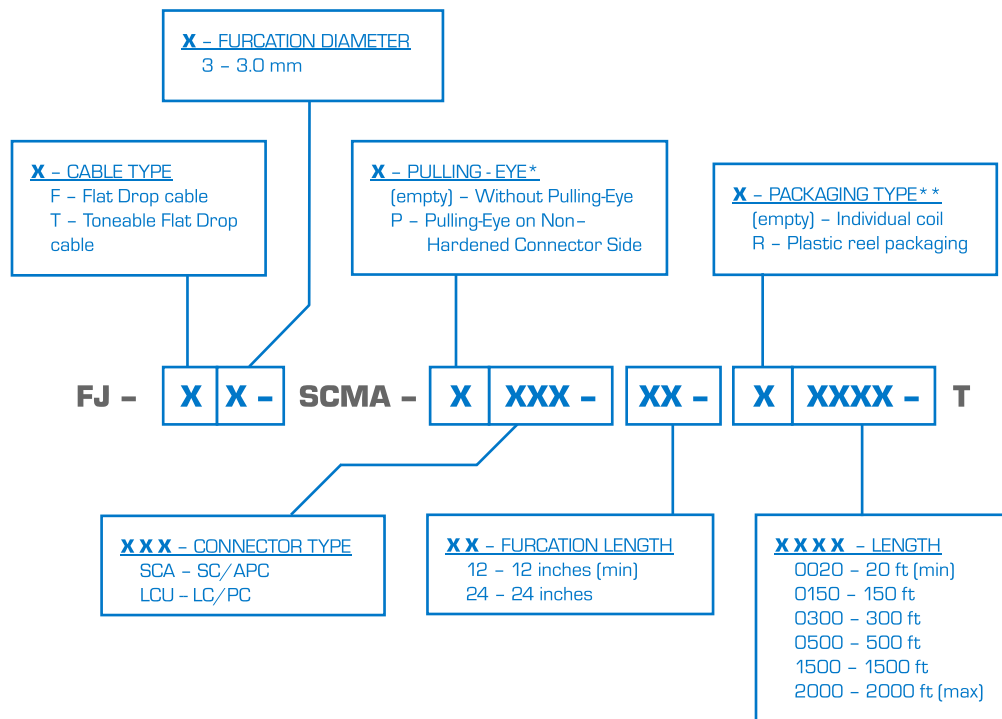 X – FURCATION DIAMETER
3 – 3.0 mm
X – CABLE TYPE
F – Flat Drop cable
T – Toneable Flat Drop
cable
X – PULLING - EYE*
(empty) – Without Pulling-Eye
P – Pulling-Eye on Non–
Hardened Connector Side
X – PACKAGING TYPE**
(empty) – Individual coil
R – Plastic reel packaging
FJ – X X – SCMA – X XXX – XX – X XXXX – T
XXX – CONNECTOR TYPE
SCA – SC/APC
LCU – LC/PC
XX – FURCATION LENGTH
12 – 12 inches (min)
24 – 24 inches
XXXX – LENGTH
0020 – 20 ft (min)
0150 – 150 ft
0300 – 300 ft
0500 – 500 ft
1500 – 1500 ft
2000 – 2000 ft (max)